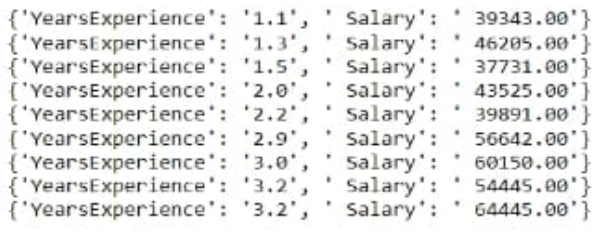 {'YearsExperience': '1.1', ' Salary': ' 39343.00'}
{'YearsExperience': '1.3', ' Salary': ' 46205.00'}
{'YearsExperience': '1.5', ' Salary': ' 37731.00'}
{'YearsExperience': '2.0', ' Salary': ' 43525.00'}
{'YearsExperience': '2.2', ' Salary': ' 39891.00'}
{'YearsExperience': '2.9', ' Salary': ' 56642.00'}
{'YearsExperience': '3.0', ' Salary': ' 60150.00'}
{'YearsExperience': '3.2', ' Salary': ' 54445.00'}
{'YearsExperience': '3.2', ' Salary': ' 64445.00'}